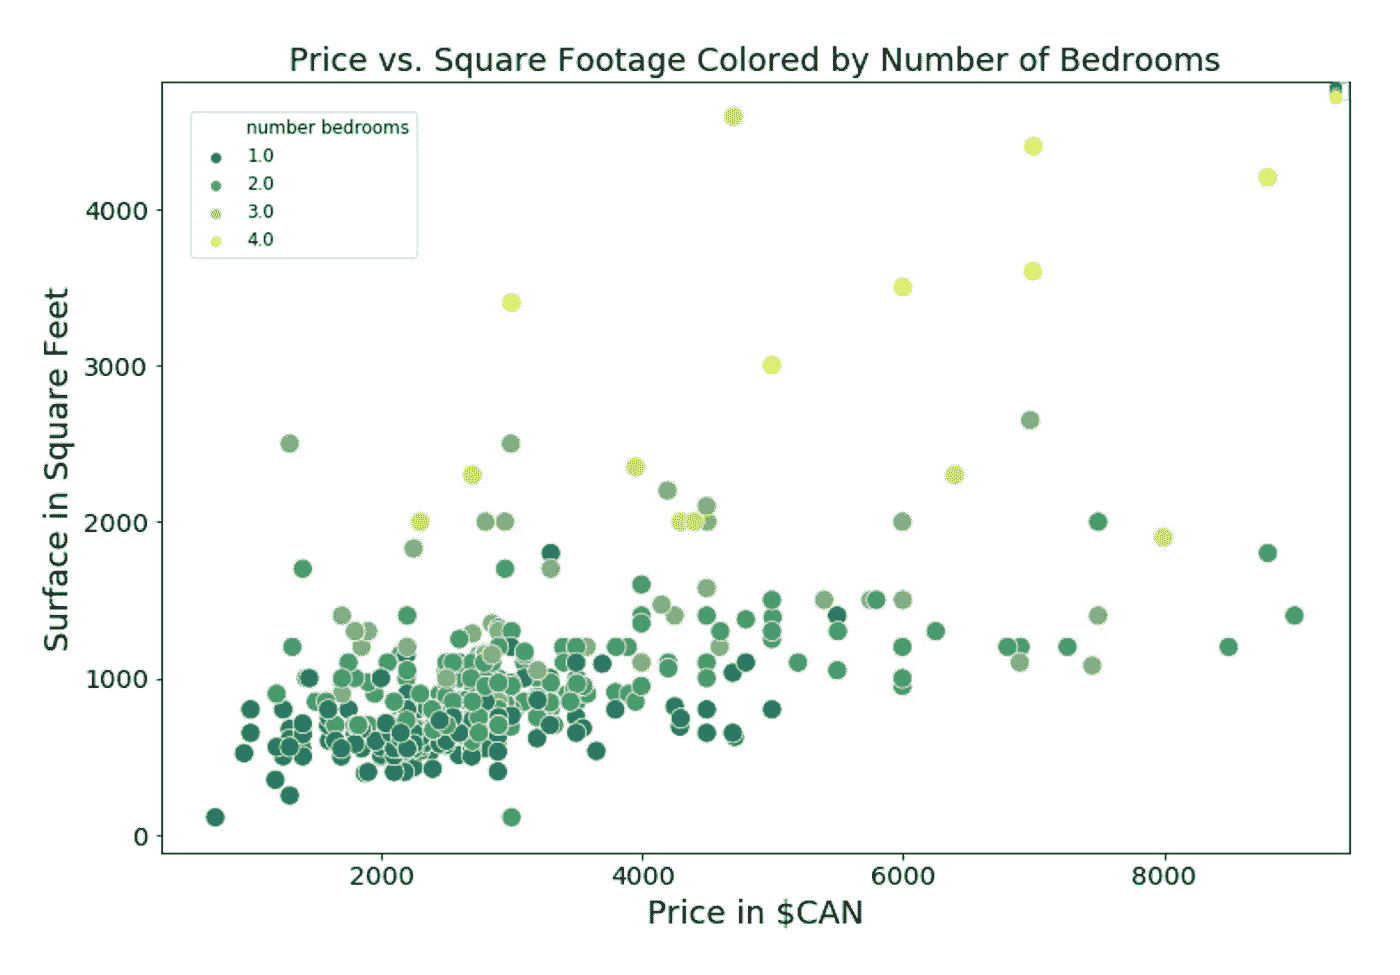 Price vs. Square Footage Colored by Number of Bedrooms
number bedrooms
1.0
2.0
3.0
4.0
4000
3000
2000
1000
0
Surface in Square Feet
2000 4000 6000 8000
Price in $CAN